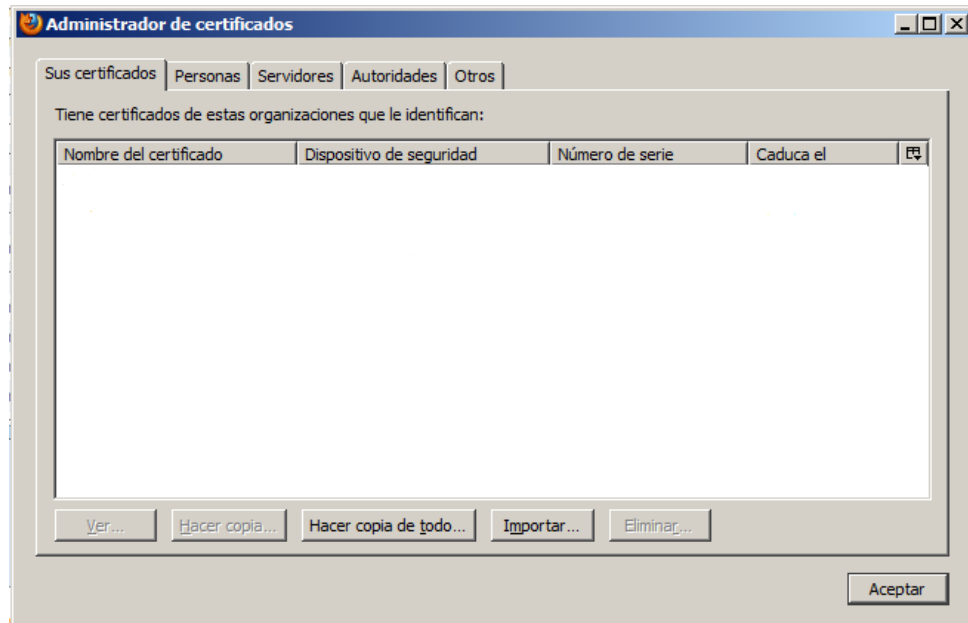 Administrador de certificados
Sus certificados Personas Servidores Autoridades Otros
Tiene certificados de estas organizaciones que le identifican:
Nombre del certificado Dispositivo de seguridad Número de serie Caduca el
Ver... Hacer copia... Hacer copia de todo... Importar... Eliminar...
Aceptar